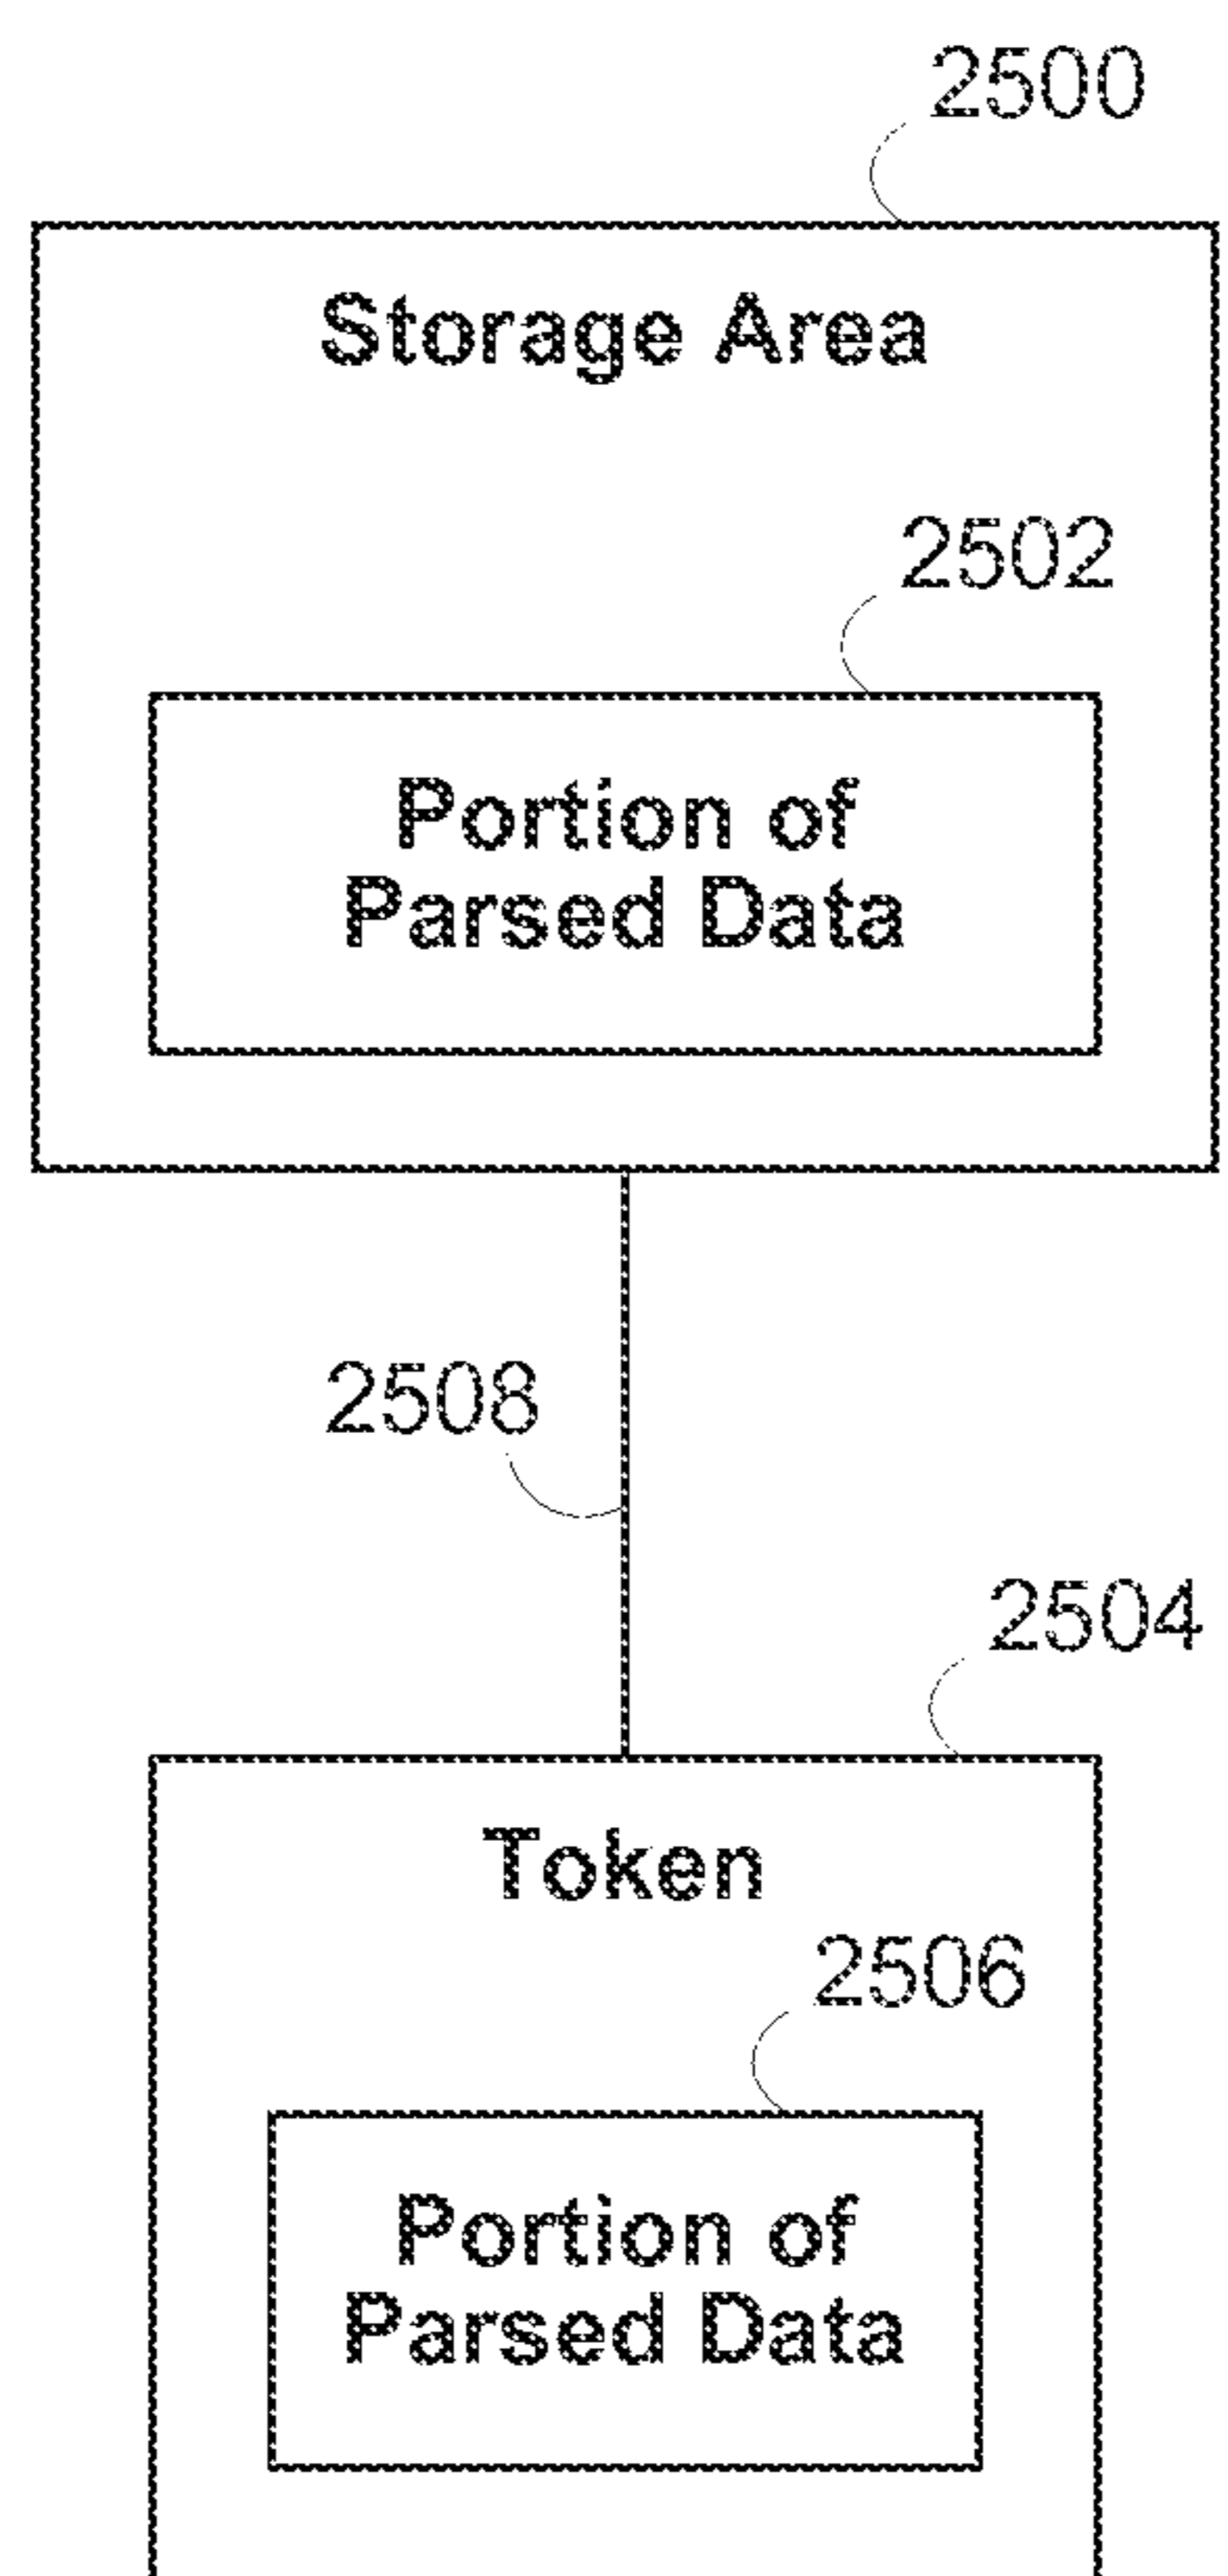 2500
Storage Area
2502
Portion of
Parsed Data
2508
2504
Token
2506
Portion of
Parsed Data